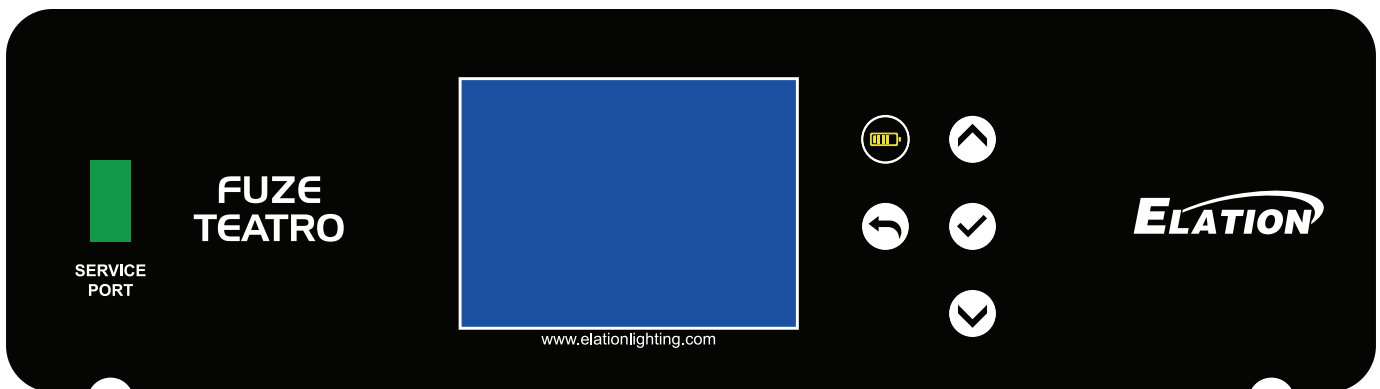 FUZE
TEATRO
SERVICE
PORT
www.elationlighting.com
ELATION